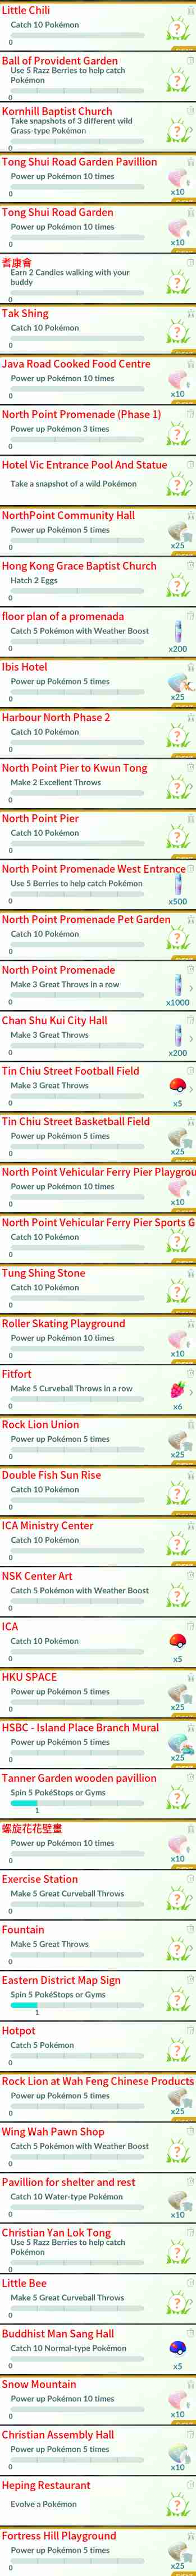 Little Chili
Catch 10 Pokémon
0
Ball of Provident Garden
Use 5 Razz Berries to help catch
Pokémon
0
Kornhill Baptist Church
Take snapshots of 3 different wild
Grass-type Pokémon
0
Tong Shui Road Garden Pavillion
Power up Pokémon 10 times
0
x10
Tong Shui Road Garden
Power up Pokémon 10 times
0
x10
耆康會
Earn 2 Candies walking with your
buddy
0
Tak Shing
Catch 10 Pokémon
0
Java Road Cooked Food Centre
Power up Pokémon 10 times
0
x10
North Point Promenade (Phase 1)
Power up Pokémon 3 times
0
Hotel Vic Entrance Pool And Statue
Take a snapshot of a wild Pokémon
NorthPoint Community Hall
Power up Pokémon 5 times
0
x25
Hong Kong Grace Baptist Church
Hatch 2 Eggs
0
floor plan of a promenada
Catch 5 Pokémon with Weather Boost
0
x200
Ibis Hotel
Power up Pokémon 5 times
0
x25
Harbour North Phase 2
Catch 10 Pokémon
0
North Point Pier to Kwun Tong
Make 2 Excellent Throws
0
North Point Pier
Catch 10 Pokémon
0
North Point Promenade West Entrance
Use 5 Berries to help catch Pokémon
0
x500
North Point Promenade Pet Garden
Catch 10 Pokémon
0
North Point Promenade
Make 3 Great Throws in a row
0
x1000
Chan Shu Kui City Hall
Make 3 Great Throws
0
x200
Tin Chiu Street Football Field
Make 3 Great Throws
0
x5
Tin Chiu Street Basketball Field
Power up Pokémon 5 times
0
x25
North Point Vehicular Ferry Pier Playgrou
Power up Pokémon 10 times
0
x10
North Point Vehicular Ferry Pier Sports G
Catch 10 Pokémon
0
Tung Shing Stone
Catch 10 Pokémon
0
Roller Skating Playground
Power up Pokémon 10 times
0
x10
Fitfort
Make 5 Curveball Throws in a row
0
x6
Rock Lion Union
Power up Pokémon 5 times
0
x25
Double Fish Sun Rise
Catch 10 Pokémon
0
ICA Ministry Center
Catch 10 Pokémon
0
NSK Center Art
Catch 5 Pokémon with Weather Boost
0
ICA
Catch 10 Pokémon
0
x5
HKU SPACE
Power up Pokémon 5 times
0
x25
HSBC - Island Place Branch Mural
Power up Pokémon 5 times
0
x25
Tanner Garden wooden pavillion
Spin 5 PokéStops or Gyms
1
螺旋花花壁畫
Power up Pokémon 10 times
0
x10
Exercise Station
Make 5 Great Curveball Throws
0
Fountain
Make 5 Great Throws
0
Eastern District Map Sign
Spin 5 PokéStops or Gyms
1
Hotpot
Catch 5 Pokémon
0
Rock Lion at Wah Feng Chinese Products
Power up Pokémon 5 times
0
x25
Wing Wah Pawn Shop
Catch 5 Pokémon with Weather Boost
0
Pavillion for shelter and rest
Catch 10 Water-type Pokémon
0
x10
Christian Yan Lok Tong
Use 5 Razz Berries to help catch
Pokémon
0
Little Bee
Make 5 Great Curveball Throws
0
Buddhist Man Sang Hall
Catch 10 Normal-type Pokémon
0
x5
Snow Mountain
Power up Pokémon 10 times
0
x10
Christian Assembly Hall
Power up Pokémon 5 times
0
x10
x25
Heping Restaurant
Evolve a Pokémon
Fortress Hill Playground
Power up Pokémon 5 times
0
x25